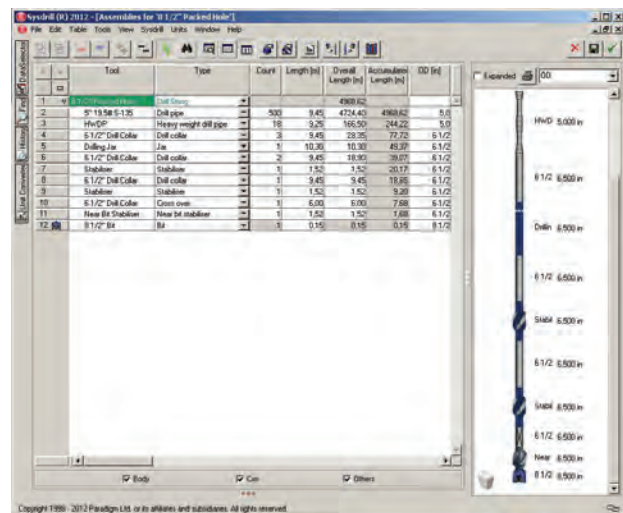 Sysdrill (R) 2012 - [Assemblies for '8 1/2" Packed Hole']
File Edit Table Tools View Sysdrill Units Window Help
DataSelector
Find
History
Unit Converter
Tool Type Count Length [m] Overall Length [m] Accumulated Length [m] OD [in]
1 8 1/2" Packed Hole Drill String 4968,62
2 5" 19.5# S-135 Drill pipe 500 9,45 4724,40 4968,62 5,0
3 HWDP Heavy weight drill pipe 18 9,25 166,50 244,22 5,0
4 6 1/2" Drill Collar Drill collar 3 9,45 28,35 77,72 6 1/2
5 Drilling Jar Jar 1 10,30 10,30 49,37 6 1/2
6 6 1/2" Drill Collar Drill collar 2 9,45 18,90 39,07 6 1/2
7 Stabiliser Stabiliser 1 1,52 1,52 20,17 6 1/2
8 6 1/2" Drill Collar Drill collar 1 9,45 9,45 18,65 6 1/2
9 Stabiliser Stabiliser 1 1,52 1,52 9,20 6 1/2
10 6 1/2" Drill Collar Cross over 1 6,00 6,00 7,68 6 1/2
11 Near Bit Stabiliser Near bit stabiliser 1 1,52 1,52 1,68 6 1/2
12 8 1/2" Bit Bit 1 0,15 0,15 0,15 8 1/2
Expanded OD
HWD 5.000 in
6 1/2 6.500 in
Drillin 6.500 in
6 1/2 6.500 in
Stabil 6.500 in
6 1/2 6.500 in
Stabil 6.500 in
6 1/2 6.500 in
Near 6.500 in
8 1/2 8.500 in
Body Con Others
Copyright 1998 - 2012 Paradigm Ltd. or its affiliates and subsidiaries. All rights reserved.